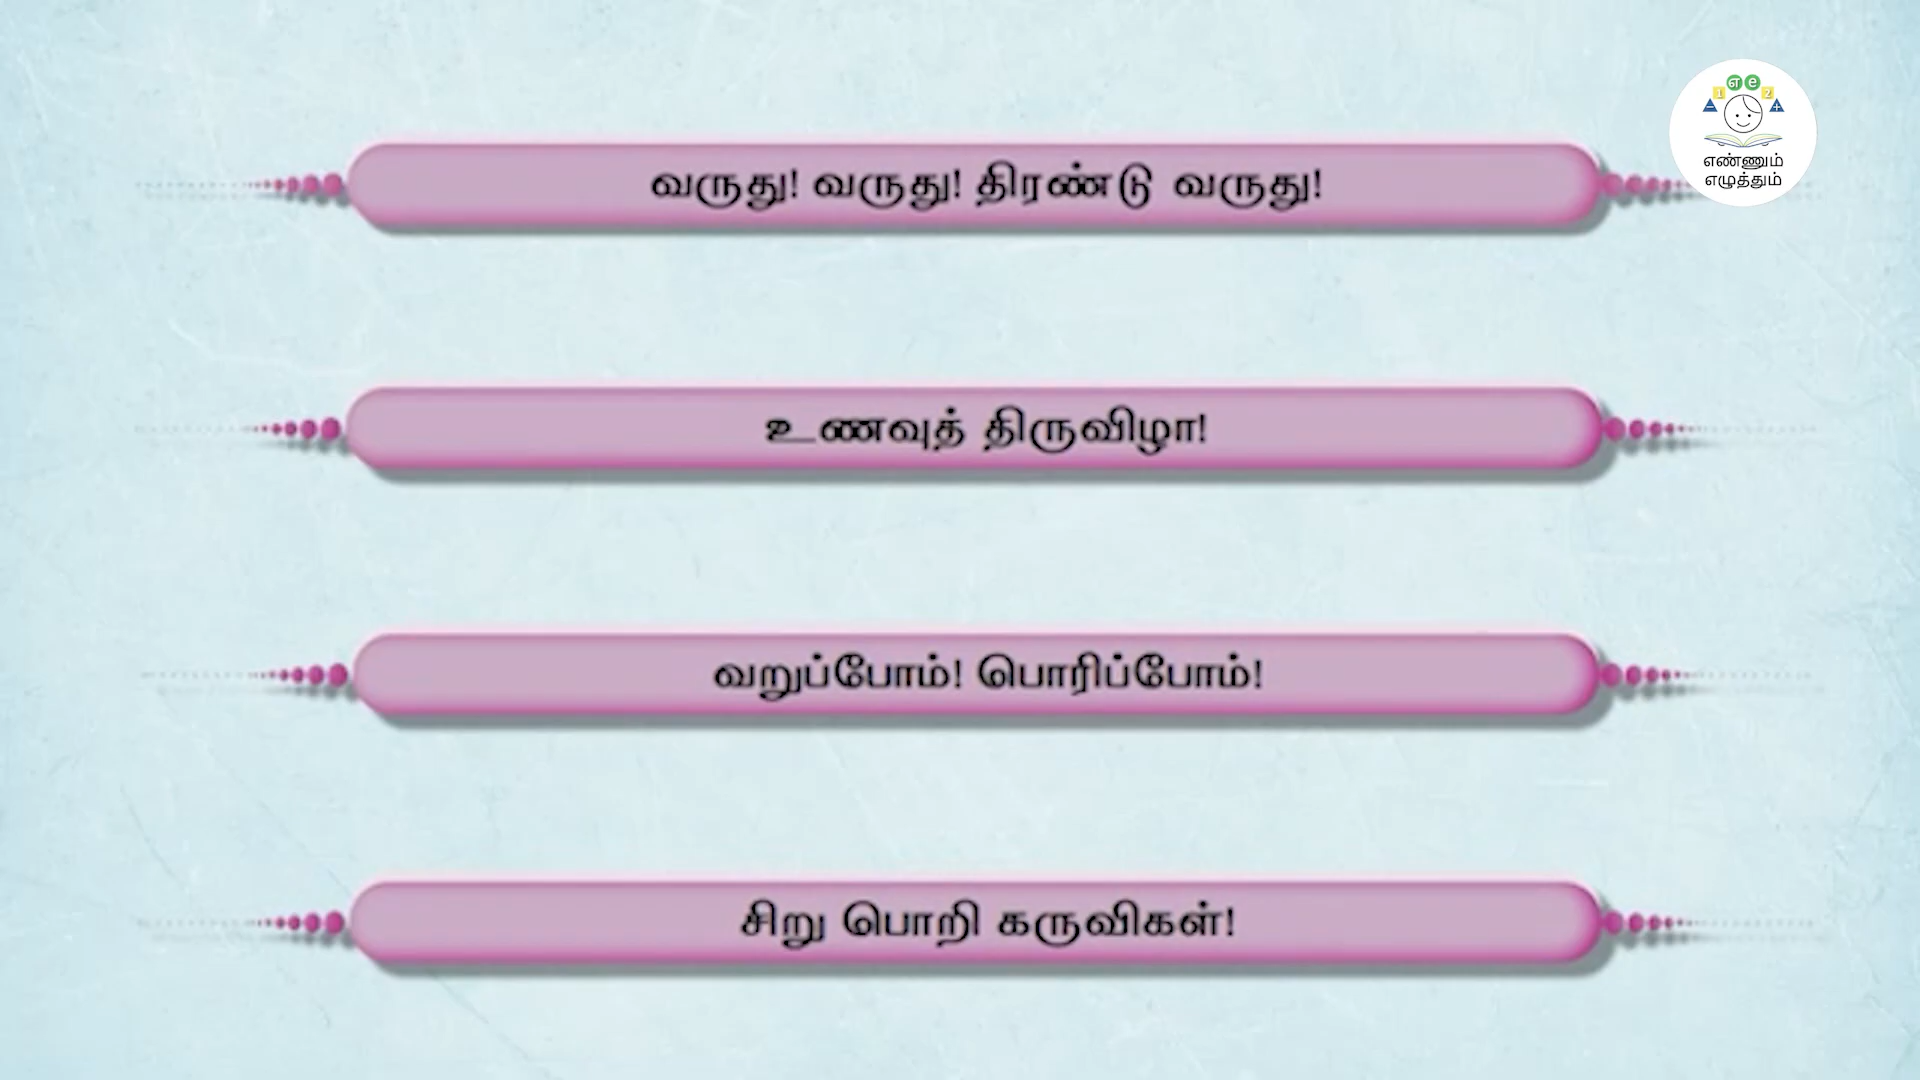 வருது! வருது! திரண்டு வருது!
எண்ணும்
எழுத்தும்
உணவுத் திருவிழா!
வறுப்போம்! பொரிப்போம்!
சிறு பொறி கருவிகள்!